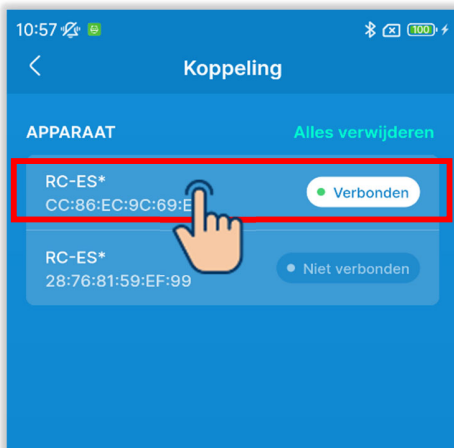 10:57
100
Koppeling
APPARAAT Alles verwijderen
RC-ES*
CC:86:EC:9C:69:E
Verbonden
RC-ES*
28:76:81:59:EF:99
Niet verbonden